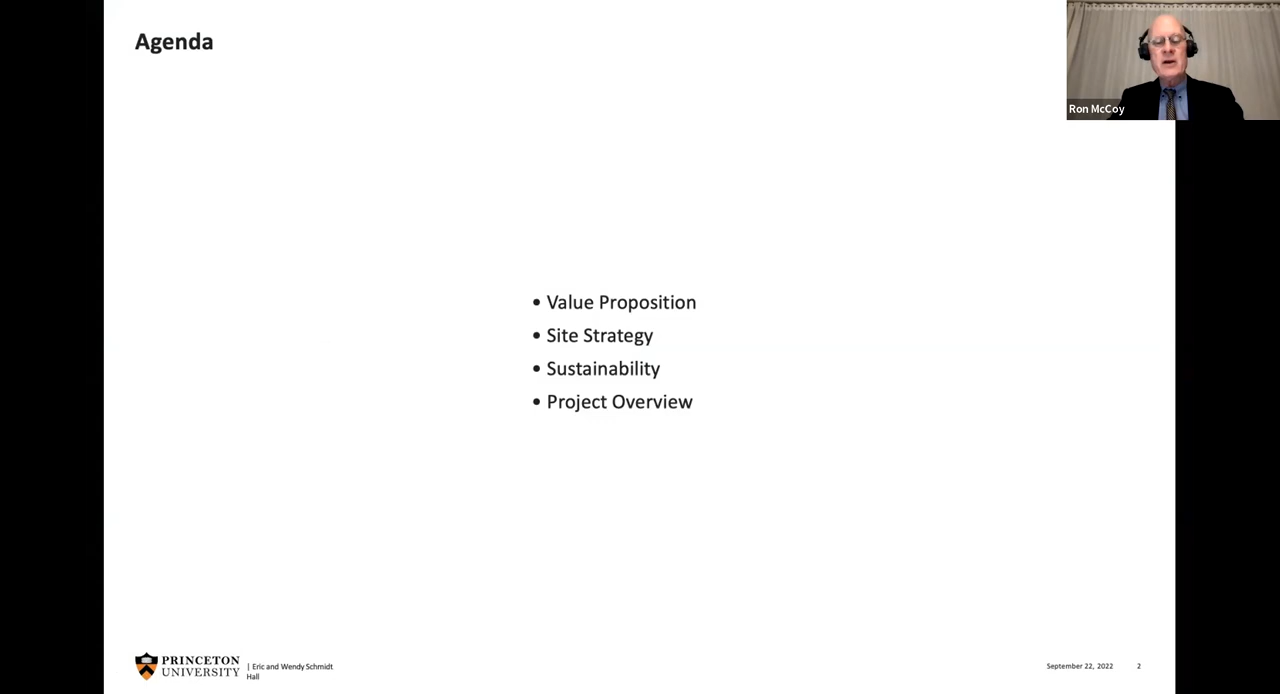 Agenda
Ron McCoy
• Value Proposition
• Site Strategy
• Sustainability
• Project Overview
PRINCETON
UNIVERSITY
| Eric and Wendy Schmidt
Hall
September 22, 2022 2